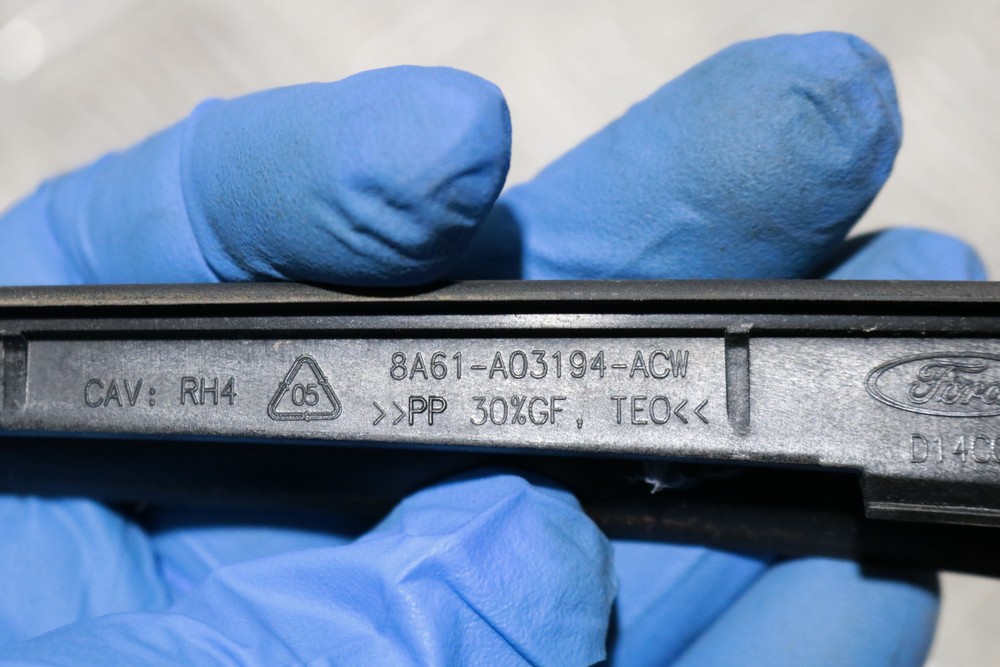 CAV: RH4
05
8A61-A03194-ACW
>>PP 30%GF, TEO<<
Ford